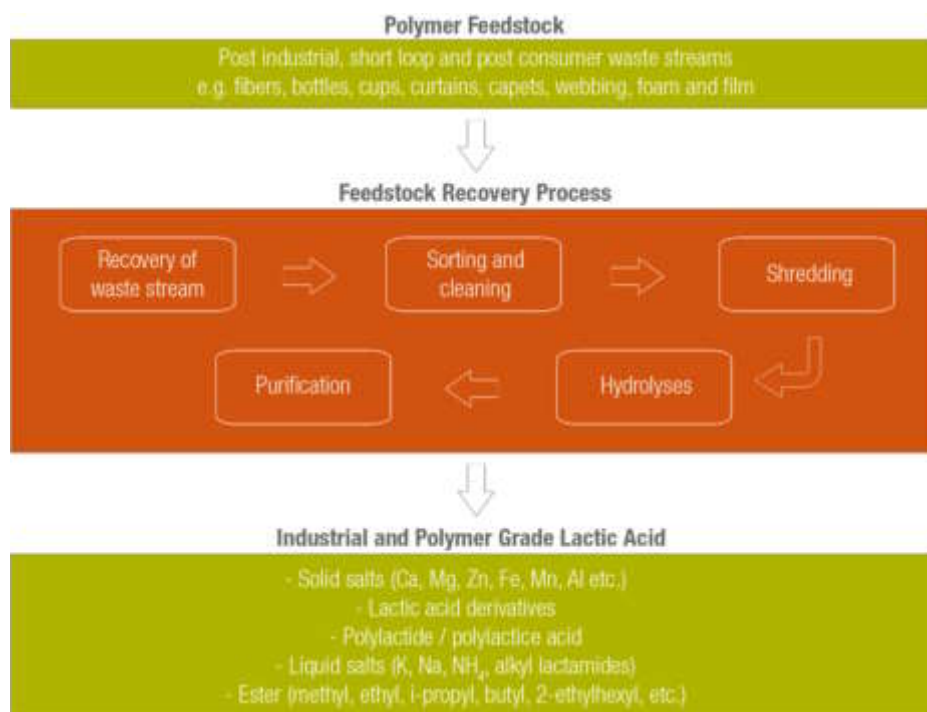 Polymer Feedstock
Post industrial, short loop and post consumer waste streams
e.g. fibers, bottles, cups, curtains, capets, webbing, foam and film
Feedstock Recovery Process
Recovery of
waste stream
Sorting and
cleaning
Shredding
Purification
Hydrolyses
Industrial and Polymer Grade Lactic Acid
- Solid salts (Ca, Mg, Zn, Fe, Mn, Al etc.)
- Lactic acid derivatives
- Polylactide / polylactice acid
- Liquid salts (K, Na, NH₄, alkyl lactamides)
- Ester (methyl, ethyl, i-propyl, butyl, 2-ethylhexyl, etc.)